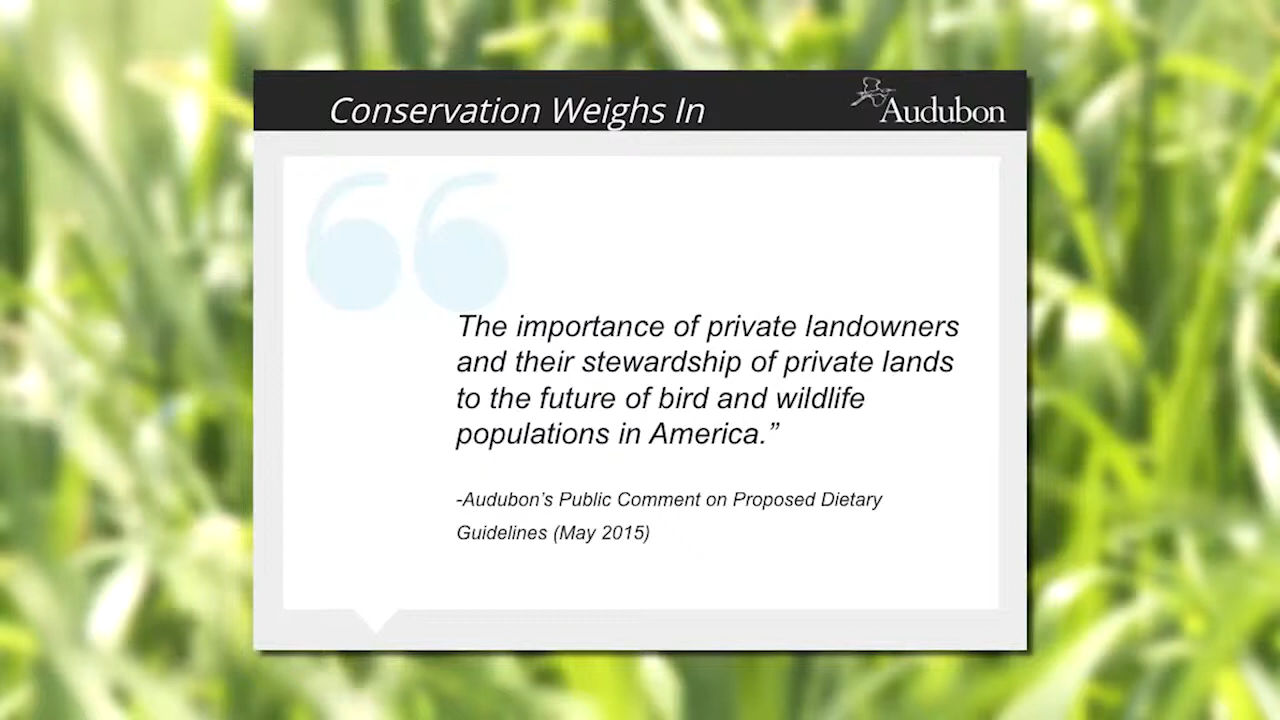 Conservation Weighs In
Audubon
The importance of private landowners
and their stewardship of private lands
to the future of bird and wildlife
populations in America.”
-Audubon’s Public Comment on Proposed Dietary
Guidelines (May 2015)